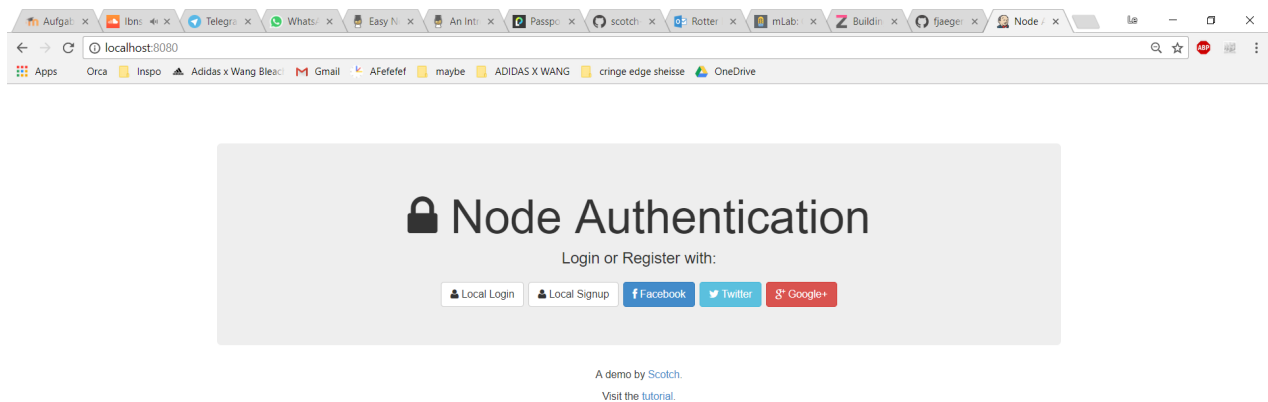 Aufgab Ibns Telegra WhatsA Easy N An Intr Passpo scotch- Rotter mLab: Buildin fjaeger Node A
localhost:8080 ABP
Apps Orca Inspo Adidas x Wang Bleac Gmail AFefefef maybe ADIDAS X WANG cringe edge sheisse OneDrive
Node Authentication
Login or Register with:
Local Login Local Signup Facebook Twitter Google+
A demo by Scotch.
Visit the tutorial.